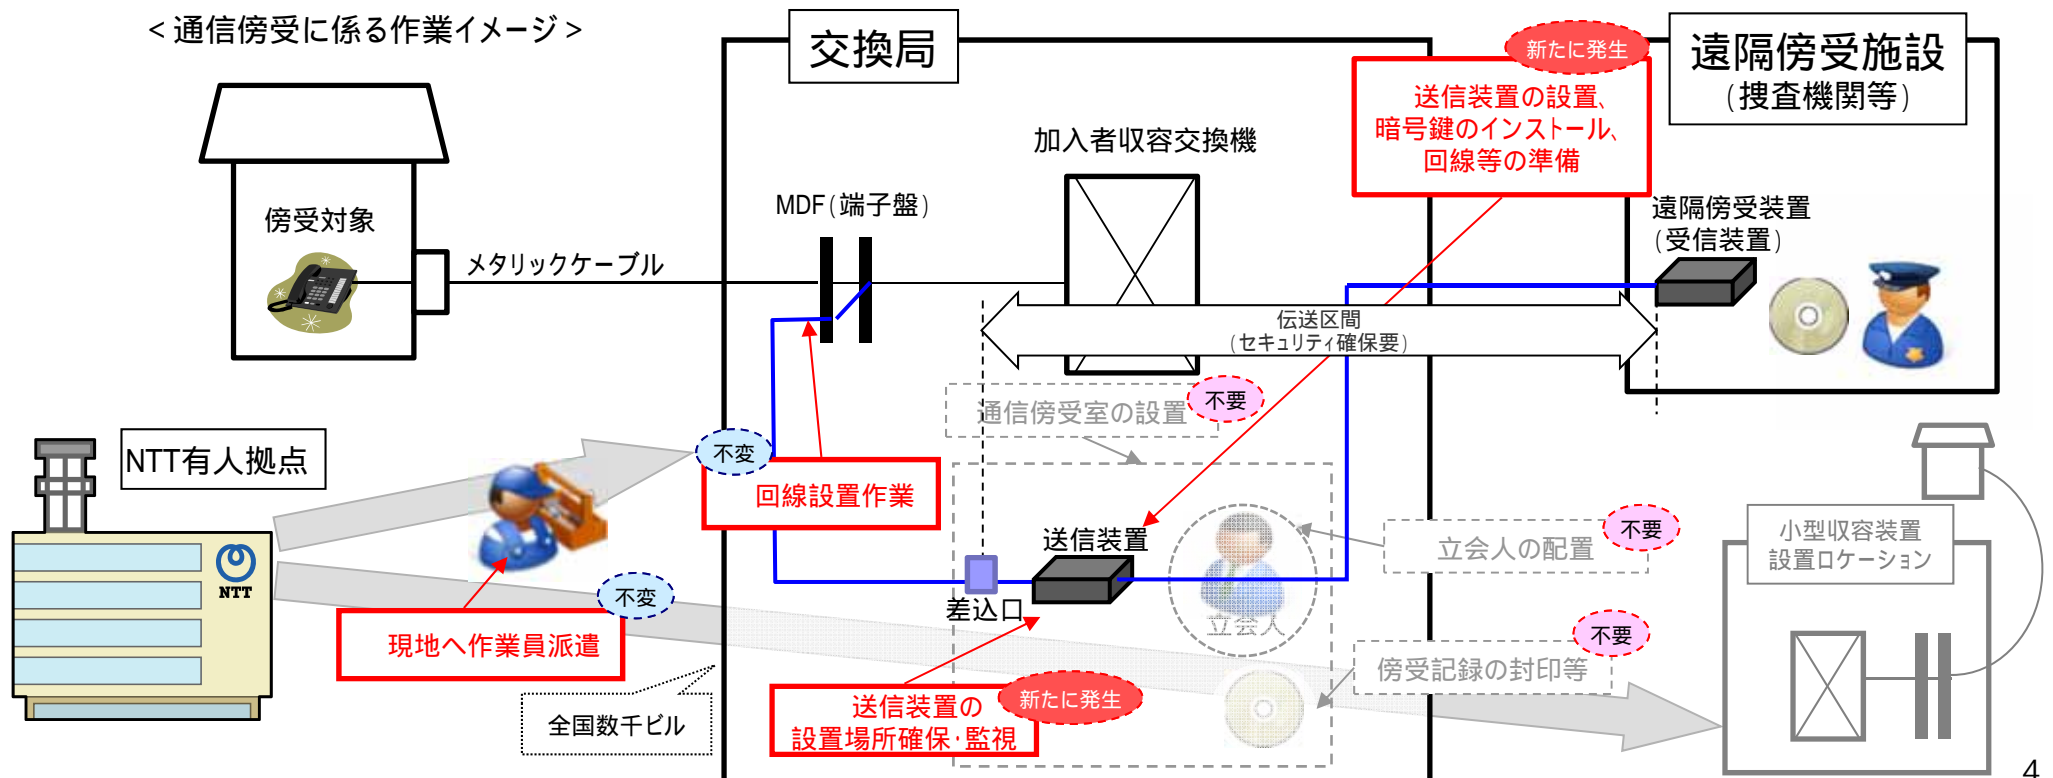 <通信傍受に係る作業イメージ>
交換局
新たに発生
遠隔傍受施設
(捜査機関等)
送信装置の設置、
暗号鍵のインストール、
回線等の準備
加入者収容交換機
MDF(端子盤)
傍受対象
メタリックケーブル
遠隔傍受装置
(受信装置)
伝送区間
(セキュリティ確保要)
通信傍受室の設置
不要
NTT有人拠点
不変
回線設置作業
送信装置
立会人の配置
不要
小型収容装置
設置ロケーション
NTT
不変
差込口
立会人
現地へ作業員派遣
不要
傍受記録の封印等
全国数千ビル
送信装置の
設置場所確保・監視
新たに発生
4